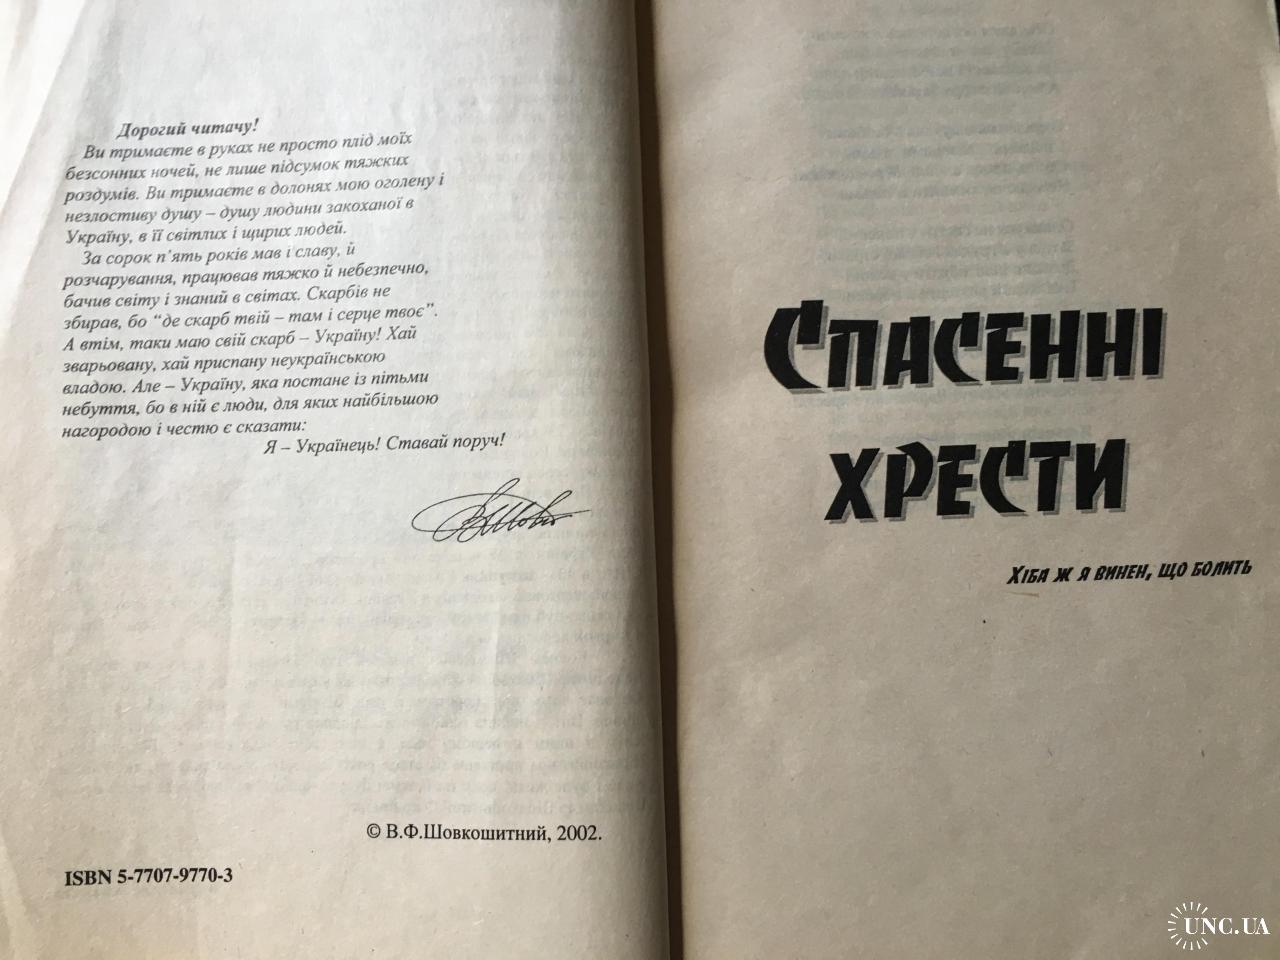 Дорогий читачу!
Ви тримаєте в руках не просто плід моїх
безсонних ночей, не лише підсумок тяжких
роздумів. Ви тримаєте в долонях мою оголену і
незлостиву душу – душу людини закоханої в
Україну, в її світлих і щирих людей.
За сорок п’ять років мав і славу, й
розчарування, працював тяжко й небезпечно,
бачив світу і знаний в світах. Скарбів не
збирав, бо “де скарб твій – там і серце твоє”.
А втім, таки маю свій скарб – Україну! Хай
зварьовану, хай приспану неукраїнською
владою. Але – Україну, яка постане із пітьми
небуття, бо в ній є люди, для яких найбільшою
нагородою і честю є сказати:
Я – Українець! Ставай поруч!
© В.Ф.Шовкошитний, 2002.
ISBN 5-7707-9770-3
Спасенні
хрести
Хіба ж я винен, що болить
UNC.UA